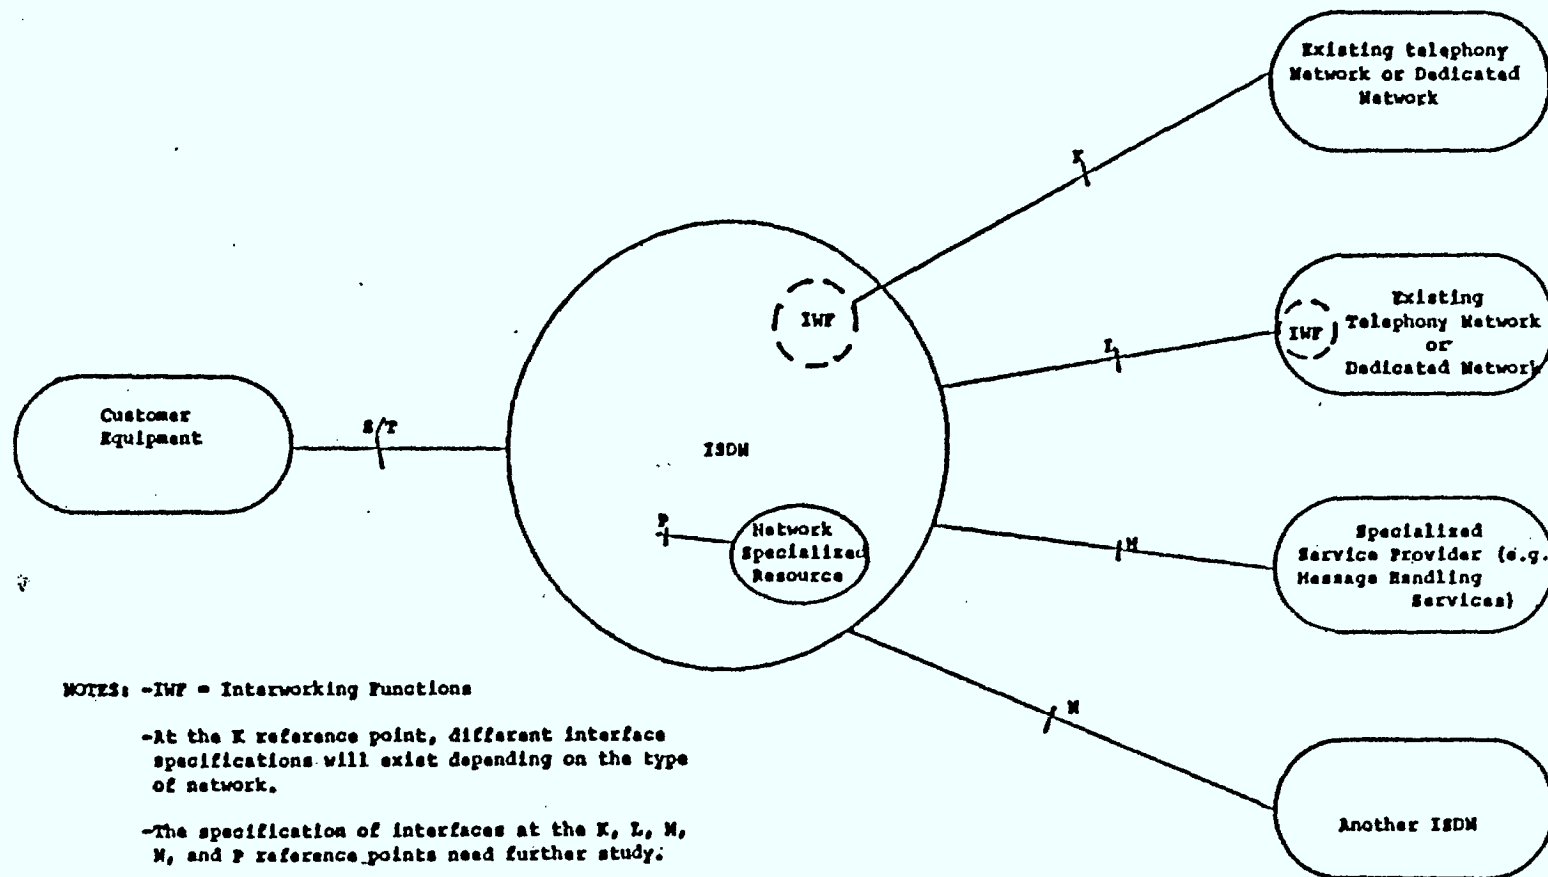 Existing telephony
Network or Dedicated
Network
K
IWF
Existing
Telephony Network
or
Dedicated Network
IWF
L
Customer
Equipment
S/T
ISDN
P
Network
Specialized
Resource
M
Specialized
Service Provider (e.g.
Message Handling
Services)
N
Another ISDN
NOTES: -IWF = Interworking Functions
-At the K reference point, different interface
specifications will exist depending on the type
of network.
-The specification of interfaces at the K, L, M,
N, and P reference points need further study.